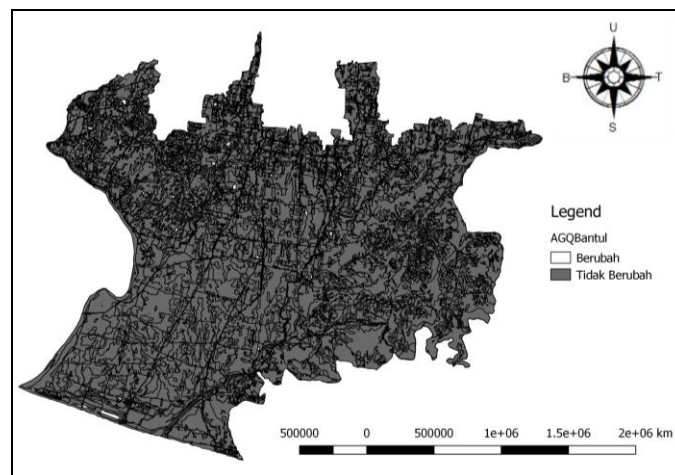 U
B T
S
Legend
AGQBantul
Berubah
Tidak Berubah
500000 0 500000 1e+06 1.5e+06 2e+06 km